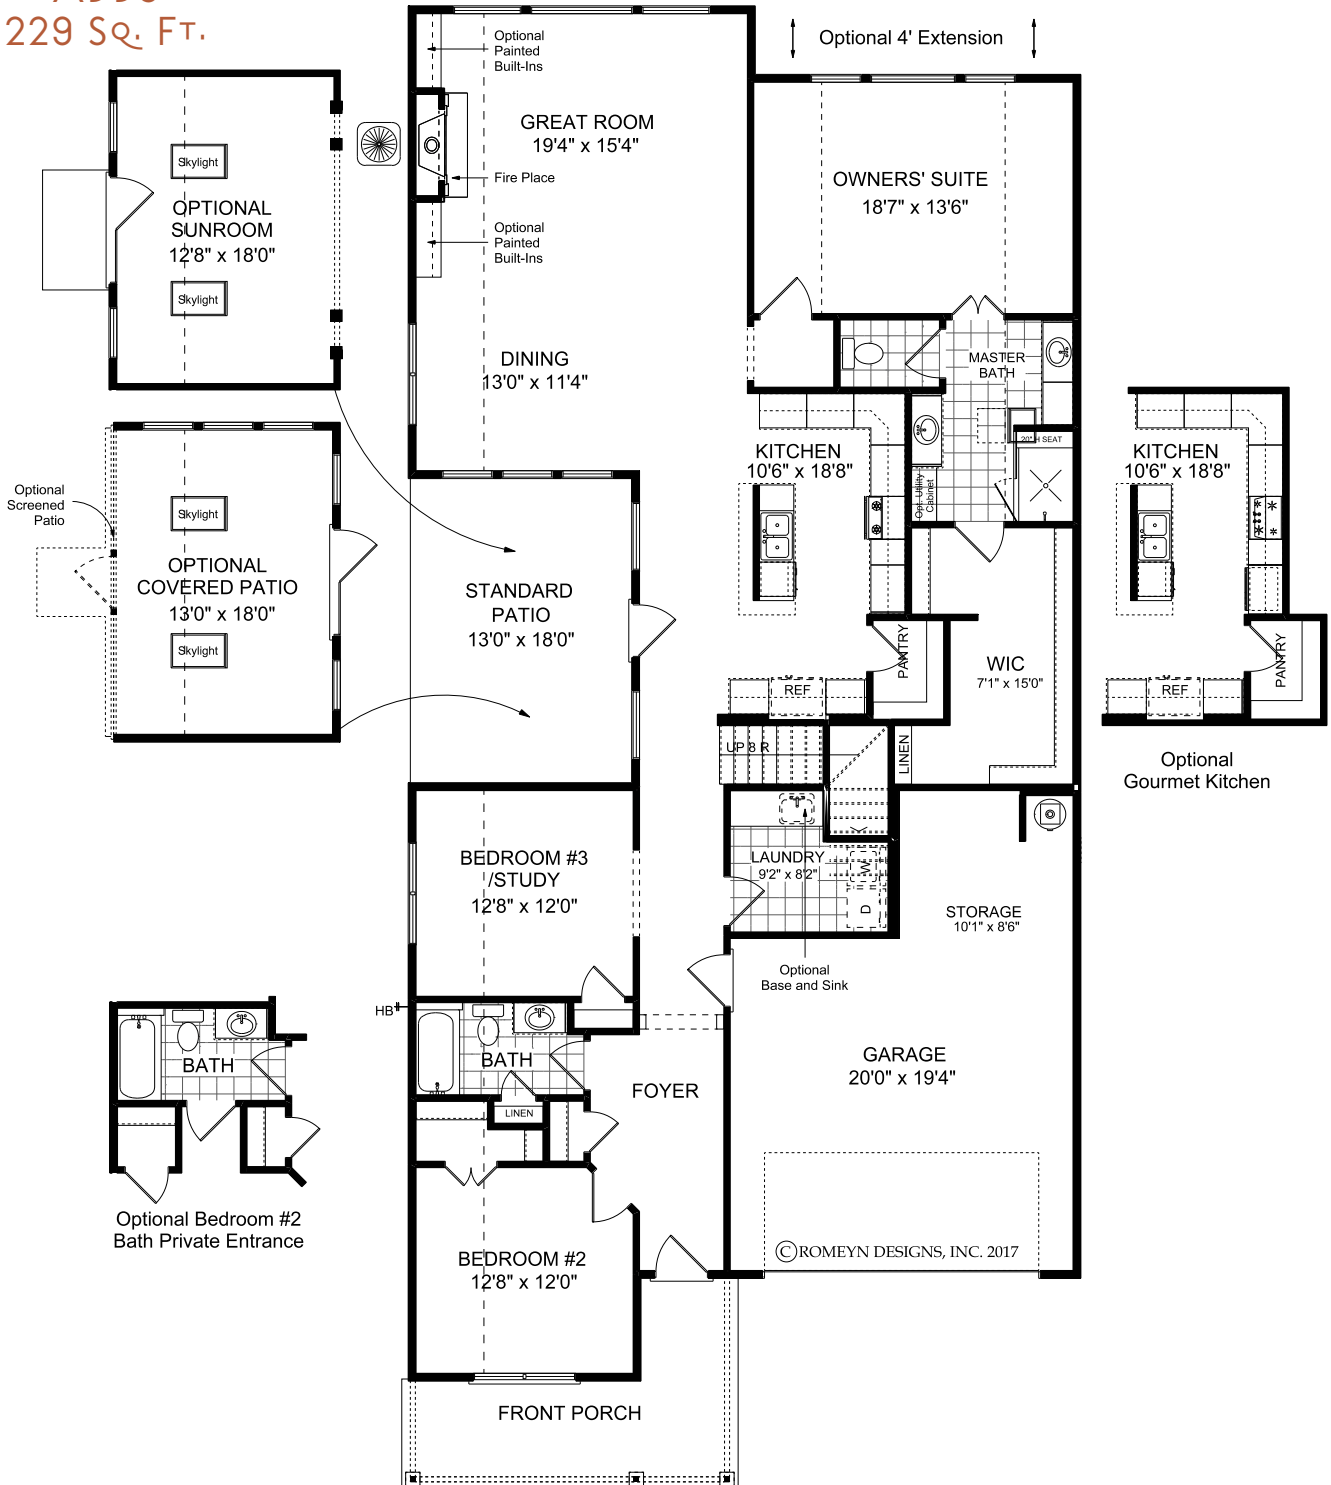 229 Sq. Ft.
Optional 4' Extension
Optional
Painted
Built-Ins
GREAT ROOM
19'4" x 15'4"
Fire Place
Optional
Painted
Built-Ins
OWNERS' SUITE
18'7" x 13'6"
Skylight
OPTIONAL
SUNROOM
12'8" x 18'0"
Skylight
DINING
13'0" x 11'4"
MASTER
BATH
20" H SEAT
Opt. Utility
Cabinet
KITCHEN
10'6" x 18'8"
KITCHEN
10'6" x 18'8"
Optional
Screened
Patio
Skylight
OPTIONAL
COVERED PATIO
13'0" x 18'0"
Skylight
STANDARD
PATIO
13'0" x 18'0"
PANTRY
REF
WIC
7'1" x 15'0"
PANTRY
REF
UP 8 R
LINEN
Optional
Gourmet Kitchen
BEDROOM #3
/STUDY
12'8" x 12'0"
LAUNDRY
9'2" x 8'2"
W
D
STORAGE
10'1" x 8'6"
Optional
Base and Sink
HB
BATH
BATH
LINEN
FOYER
GARAGE
20'0" x 19'4"
Optional Bedroom #2
Bath Private Entrance
BEDROOM #2
12'8" x 12'0"
© ROMEYN DESIGNS, INC. 2017
FRONT PORCH